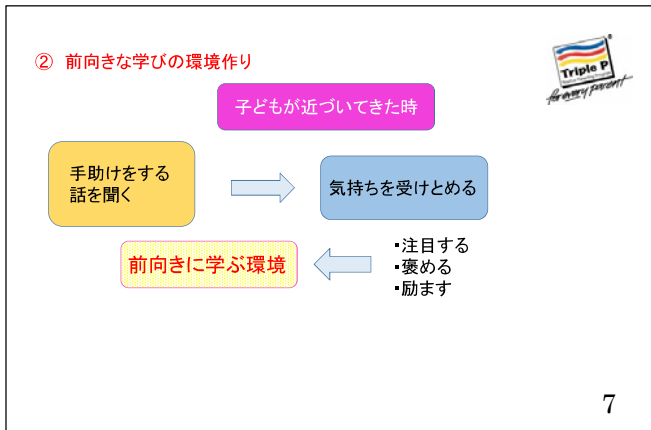 ② 前向きな学びの環境作り
Triple P
for every parent
子どもが近づいてきた時
手助けをする
話を聞く
気持ちを受けとめる
前向きに学ぶ環境
▪注目する
▪褒める
▪励ます
7